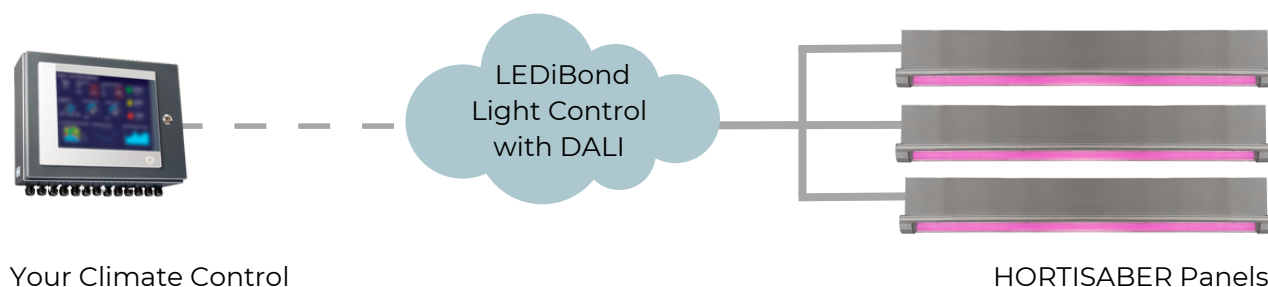 LEDiBond
Light Control
with DALI
Your Climate Control
HORTISABER Panels